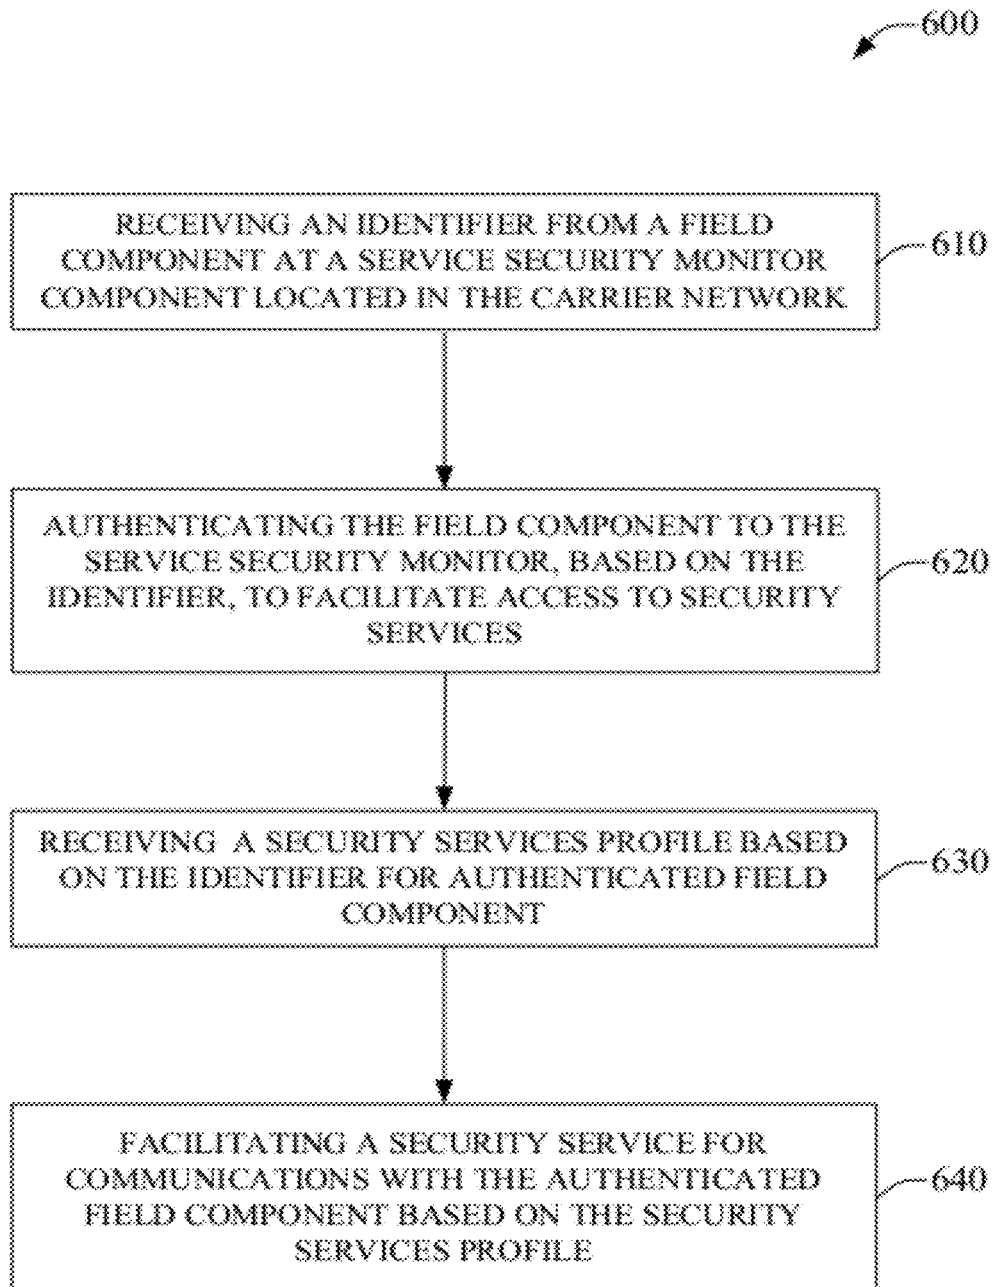 600
RECEIVING AN IDENTIFIER FROM A FIELD
COMPONENT AT A SERVICE SECURITY MONITOR
COMPONENT LOCATED IN THE CARRIER NETWORK.
610
AUTHENTICATING THE FIELD COMPONENT TO THE
SERVICE SECURITY MONITOR, BASED ON THE
IDENTIFIER, TO FACILITATE ACCESS TO SECURITY
SERVICES
620
RECEIVING A SECURITY SERVICES PROFILE BASED
ON THE IDENTIFIER FOR AUTHENTICATED FIELD
COMPONENT
630
FACILITATING A SECURITY SERVICE FOR
COMMUNICATIONS WITH THE AUTHENTICATED
FIELD COMPONENT BASED ON THE SECURITY
SERVICES PROFILE
640